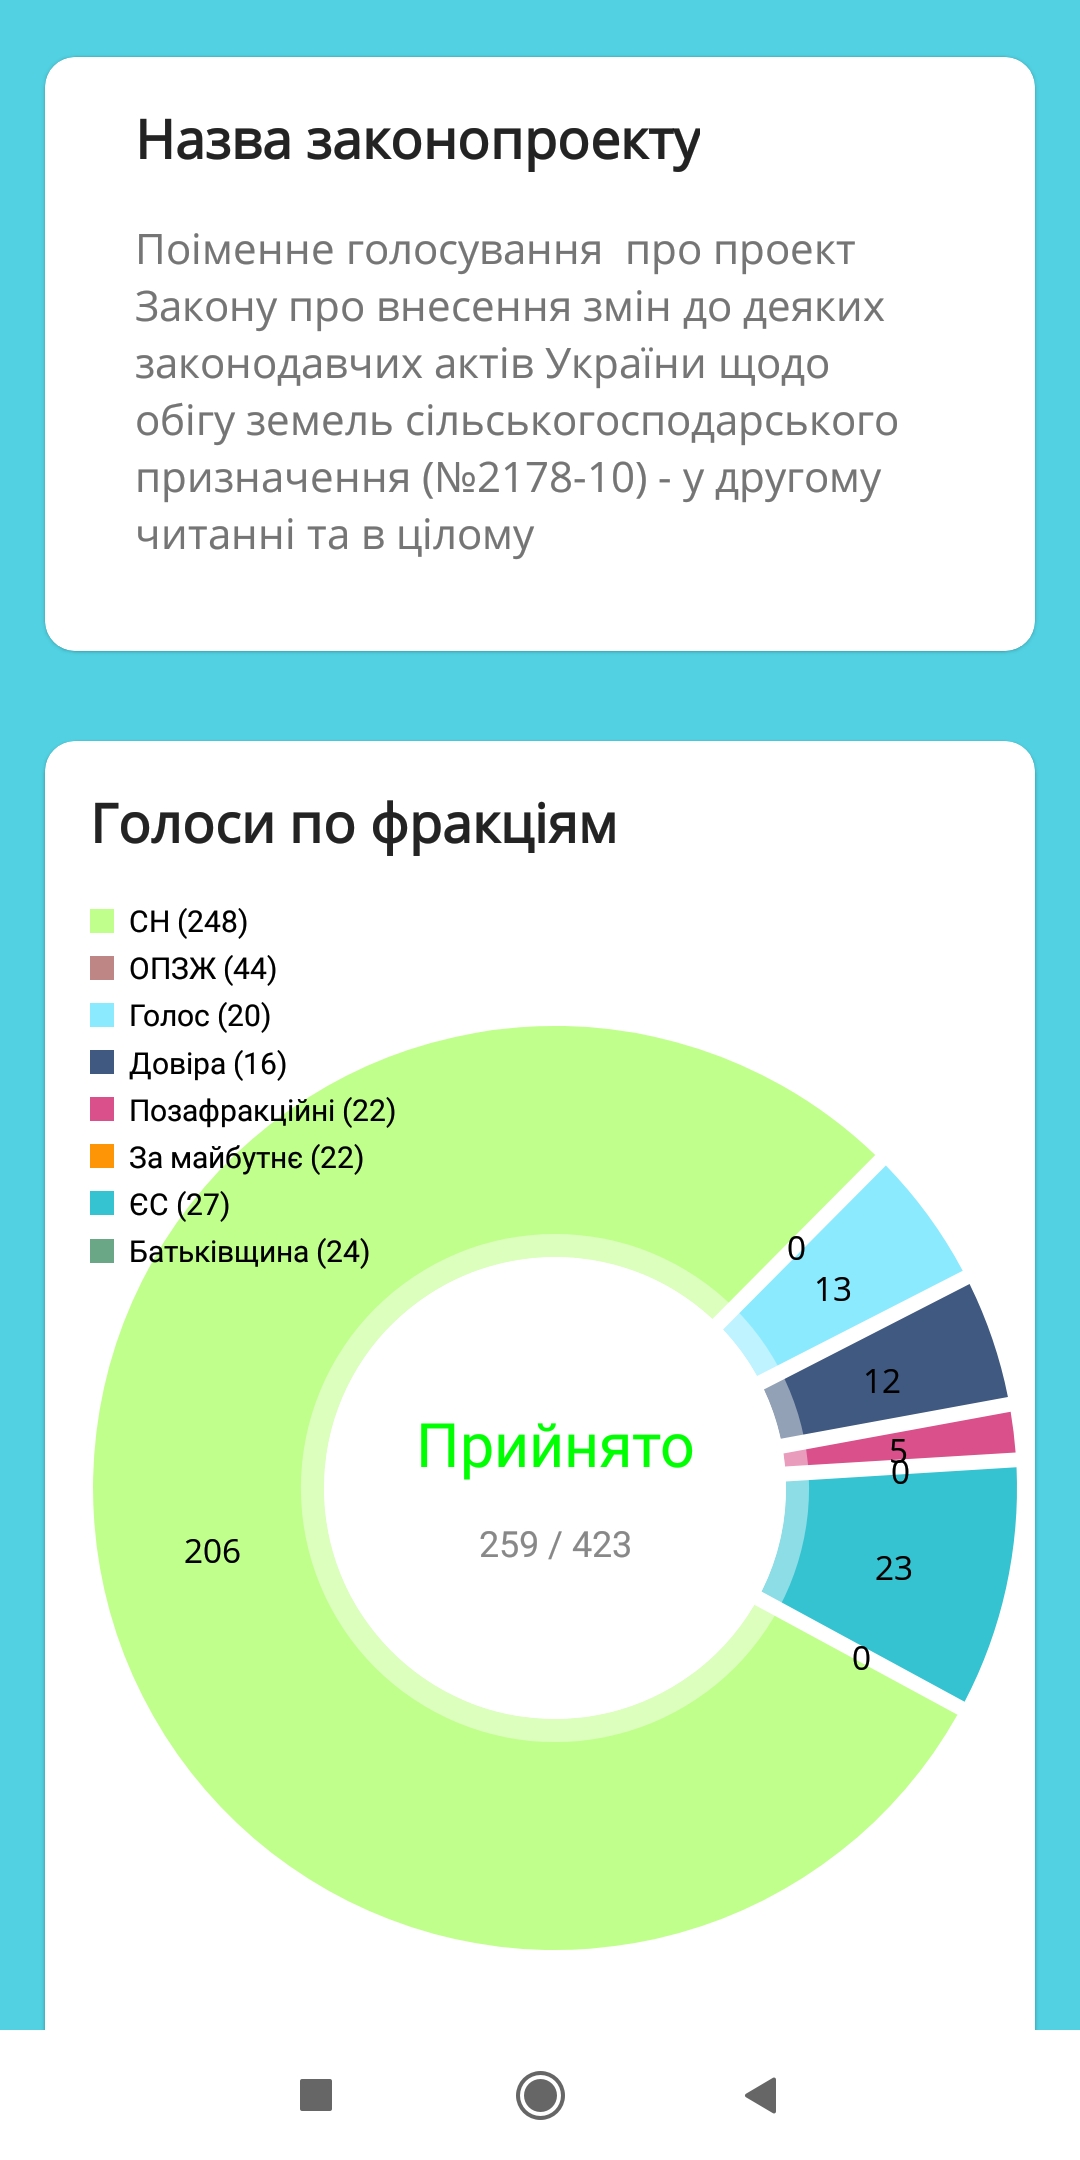 Назва законопроекту
Поіменне голосування  про проект
Закону про внесення змін до деяких
законодавчих актів України щодо
обігу земель сільськогосподарського
призначення (№2178-10) - у другому
читанні та в цілому
Голоси по фракціям
СН (248)
ОПЗЖ (44)
Голос (20)
Довіра (16)
Позафракційні (22)
За майбутнє (22)
ЄС (27)
Батьківщина (24)
0
13
12
5
0
Прийнято
259 / 423
206
23
0